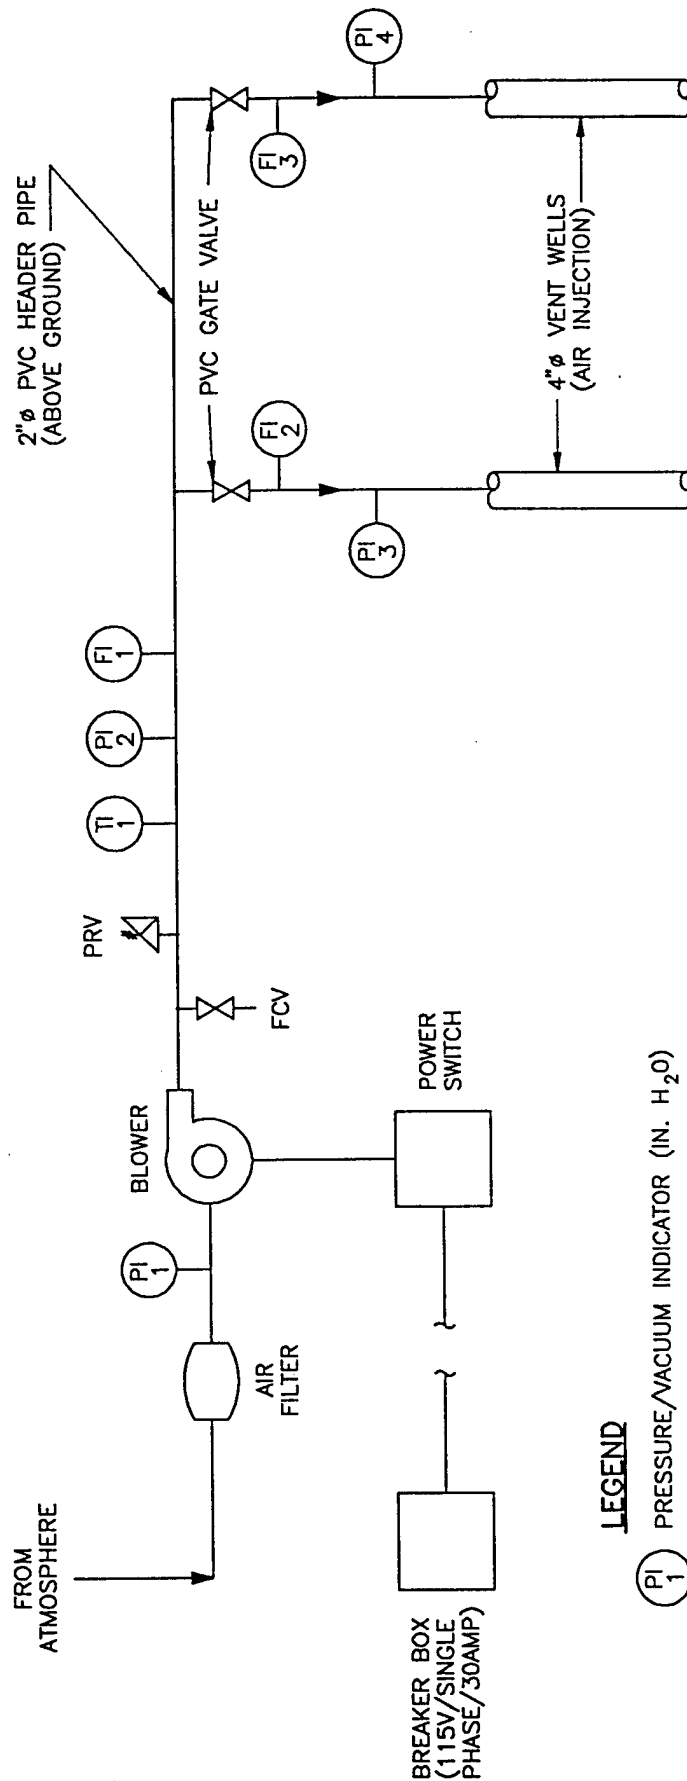 FROM
ATMOSPHERE
AIR
FILTER
PI
1
BLOWER
FCV
PRV
TI
1
PI
2
FI
1
2"ø PVC HEADER PIPE
(ABOVE GROUND)
PVC GATE VALVE
FI
2
PI
3
FI
3
PI
4
4"ø VENT WELLS
(AIR INJECTION)
POWER
SWITCH
BREAKER BOX
(115V/SINGLE
PHASE/30AMP)
LEGEND
PI
1
PRESSURE/VACUUM INDICATOR (IN. H₂O)